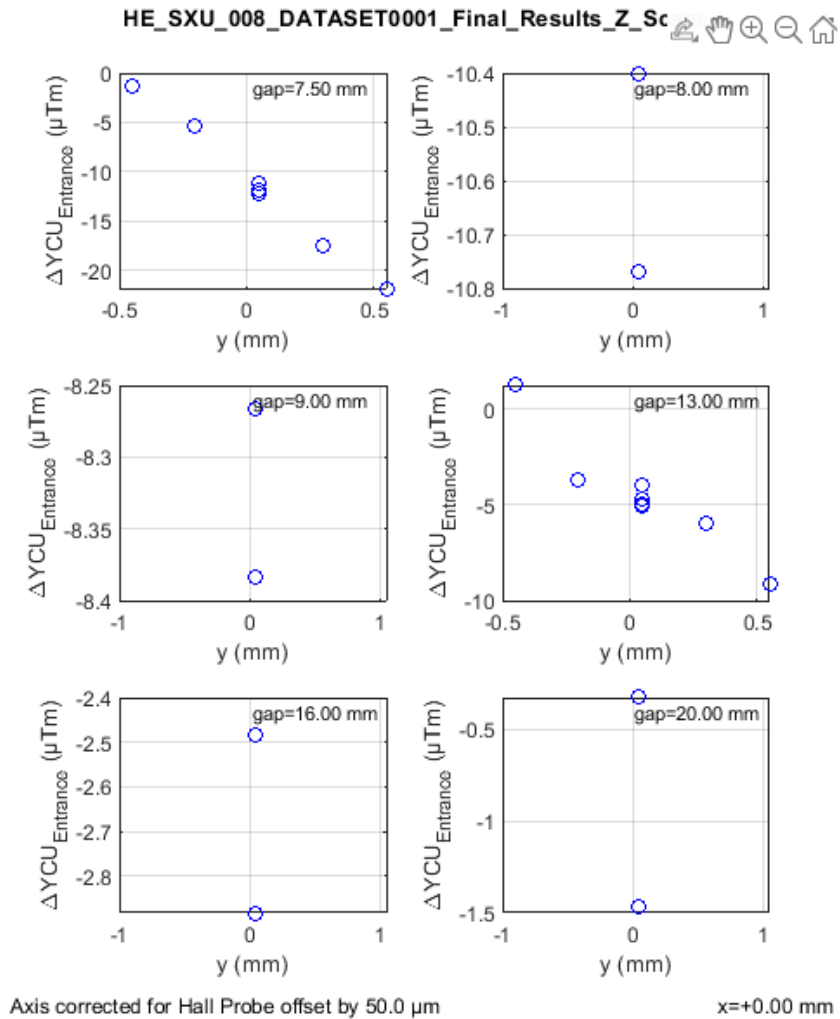 HE_SXU_008_DATASET0001_Final_Results_Z_Sc
gap=7.50 mm
0
-5
-10
-15
-20
ΔYCU_Entrance (µTm)
-0.5 0 0.5
y (mm)
gap=8.00 mm
-10.4
-10.5
-10.6
-10.7
-10.8
ΔYCU_Entrance (µTm)
-1 0 1
y (mm)
gap=9.00 mm
-8.25
-8.3
-8.35
-8.4
ΔYCU_Entrance (µTm)
-1 0 1
y (mm)
gap=13.00 mm
0
-5
-10
ΔYCU_Entrance (µTm)
-0.5 0 0.5
y (mm)
gap=16.00 mm
-2.4
-2.5
-2.6
-2.7
-2.8
ΔYCU_Entrance (µTm)
-1 0 1
y (mm)
gap=20.00 mm
-0.5
-1
-1.5
ΔYCU_Entrance (µTm)
-1 0 1
y (mm)
Axis corrected for Hall Probe offset by 50.0 µm
x=+0.00 mm